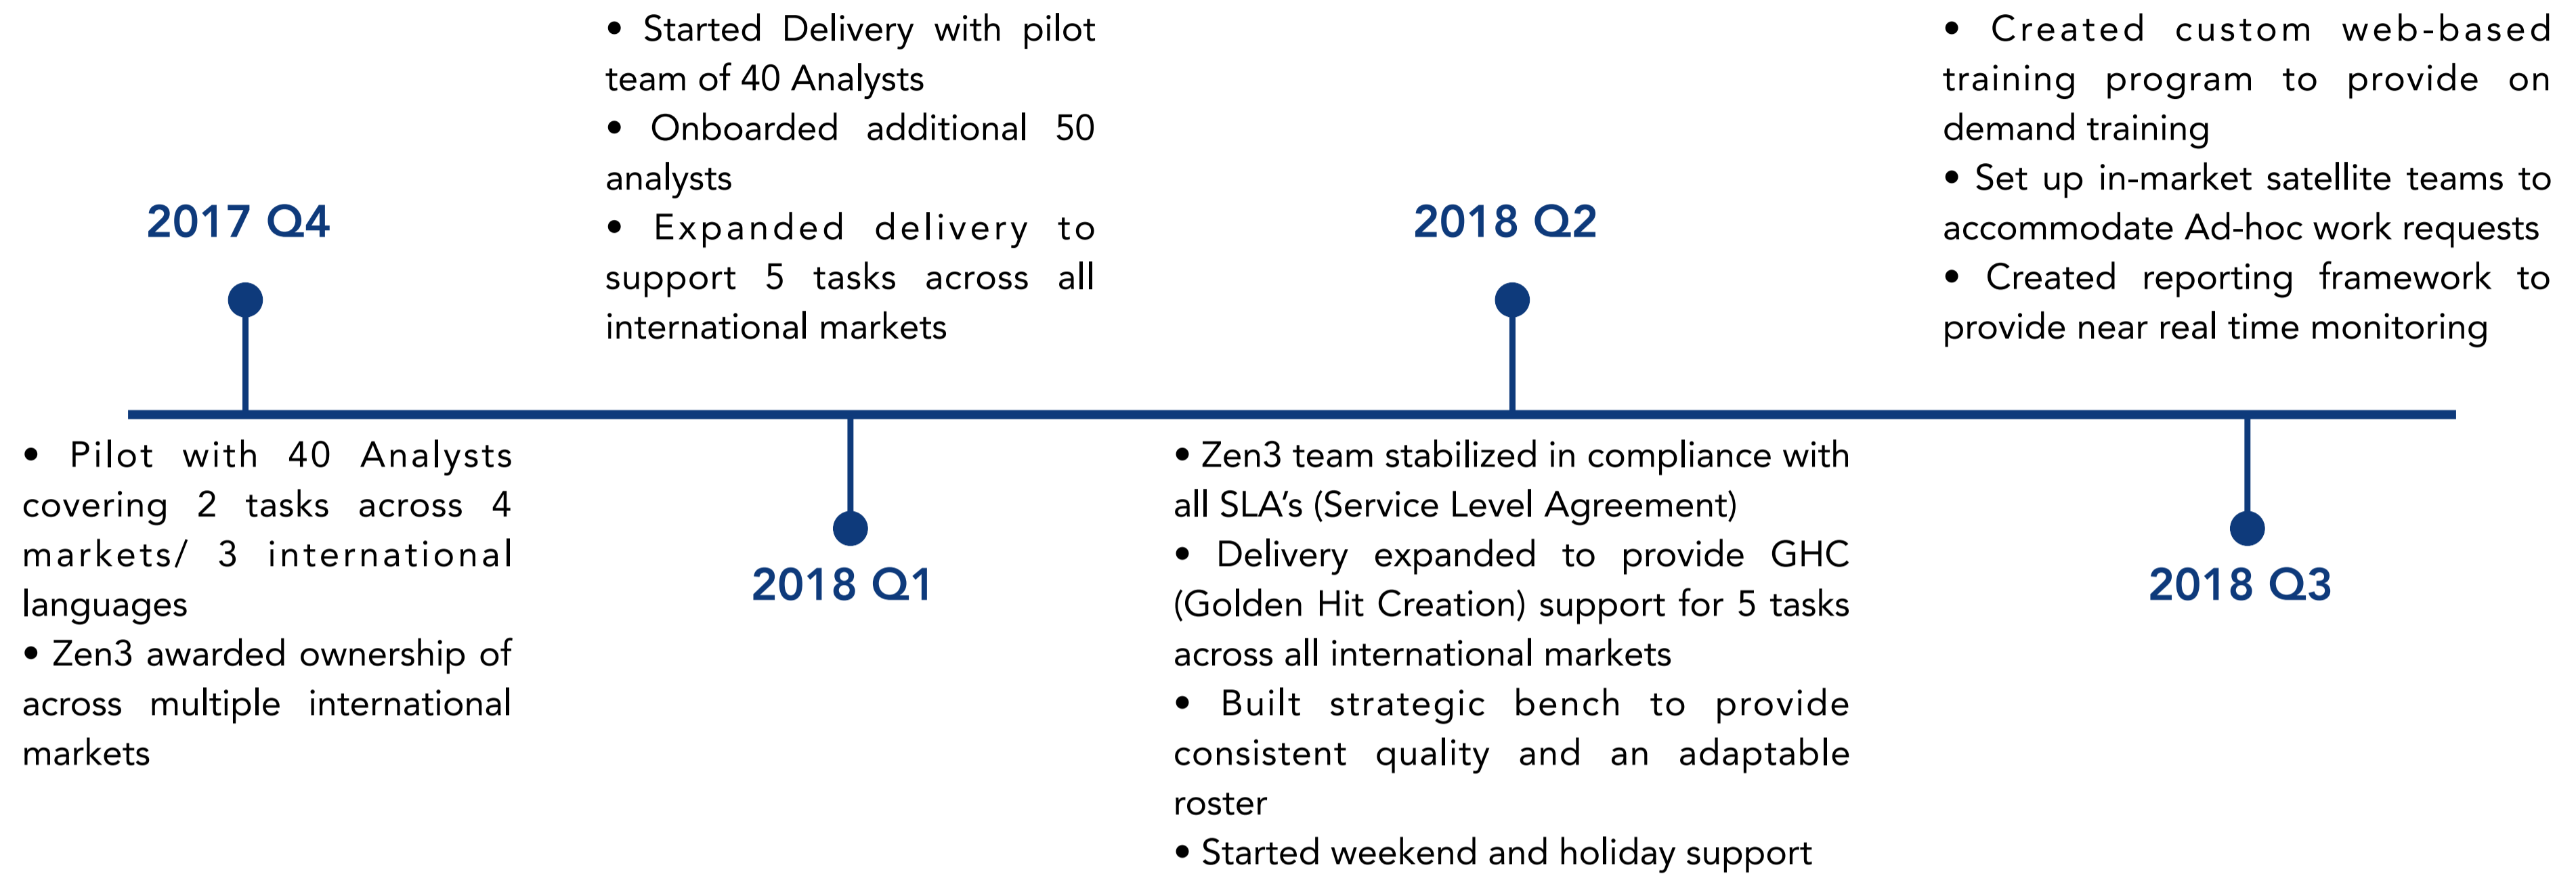 2017 Q4
• Pilot with 40 Analysts
covering 2 tasks across 4
markets/ 3 international
languages
• Zen3 awarded ownership of
across multiple international
markets
• Started Delivery with pilot
team of 40 Analysts
• Onboarded additional 50
analysts
• Expanded delivery to
support 5 tasks across all
international markets
2018 Q1
2018 Q2
• Zen3 team stabilized in compliance with
all SLA’s (Service Level Agreement)
• Delivery expanded to provide GHC
(Golden Hit Creation) support for 5 tasks
across all international markets
• Built strategic bench to provide
consistent quality and an adaptable
roster
• Started weekend and holiday support
• Created custom web-based
training program to provide on
demand training
• Set up in-market satellite teams to
accommodate Ad-hoc work requests
• Created reporting framework to
provide near real time monitoring
2018 Q3